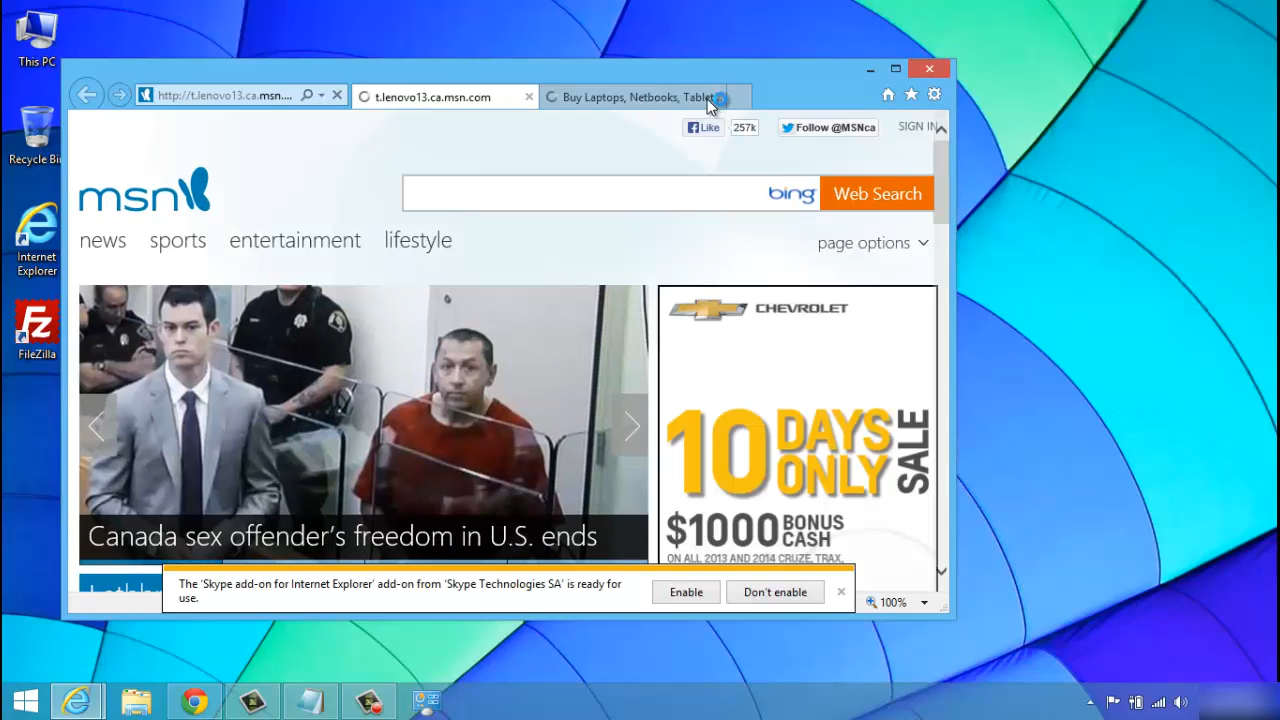 This PC
Recycle Bin
Internet
Explorer
FileZilla
http://t.lenovo13.ca.msn....
t.lenovo13.ca.msn.com
Buy Laptops, Netbooks, Tablet
Like
257k
Follow @MSNca
SIGN IN
msn
bing
Web Search
news
sports
entertainment
lifestyle
page options
CHEVROLET
10 DAYS
ONLY
SALE
$1000 BONUS
CASH
ON ALL 2013 AND 2014 CRUZE, TRAX,
Canada sex offender's freedom in U.S. ends
The 'Skype add-on for Internet Explorer' add-on from 'Skype Technologies SA' is ready for
use.
Enable
Don't enable
100%